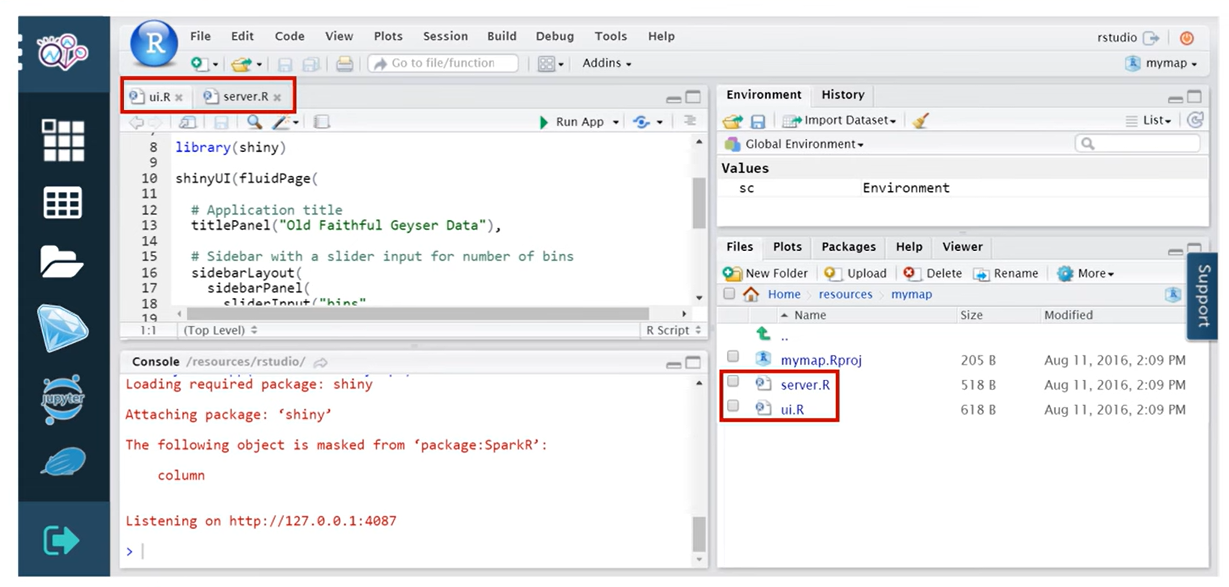 File Edit Code View Plots Session Build Debug Tools Help
rstudio
Go to file/function Addins
mymap
ui.R server.R
Run App
8 library(shiny)
9
10 shinyUI(fluidPage(
11
12 # Application title
13 titlePanel("Old Faithful Geyser Data"),
14
15 # Sidebar with a slider input for number of bins
16 sidebarLayout(
17 sidebarPanel(
18 sliderInput("bins"
19
1:1 (Top Level) R Script
Console /resources/rstudio/
Loading required package: shiny
Attaching package: ‘shiny’
The following object is masked from ‘package:SparkR’:
column
Listening on http://127.0.0.1:4087
>
Environment History
Import Dataset List
Global Environment
Values
sc Environment
Files Plots Packages Help Viewer
New Folder Upload Delete Rename More
Home resources mymap
Name Size Modified
..
mymap.Rproj 205 B Aug 11, 2016, 2:09 PM
server.R 518 B Aug 11, 2016, 2:09 PM
ui.R 618 B Aug 11, 2016, 2:09 PM
Support
jupyter